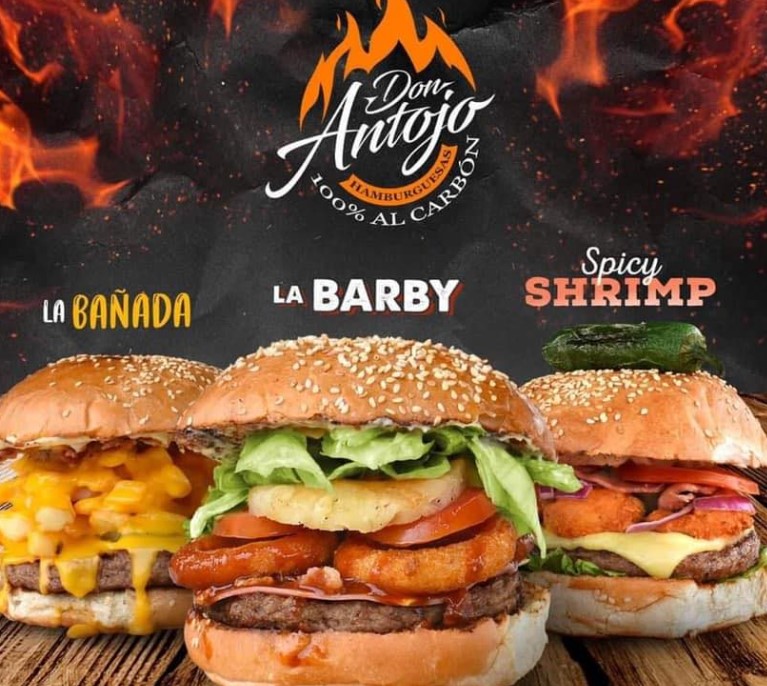 Don
Antojo
HAMBURGUESAS
100% AL CARBÓN
LA BAÑADA
LA BARBY
Spicy
SHRIMP